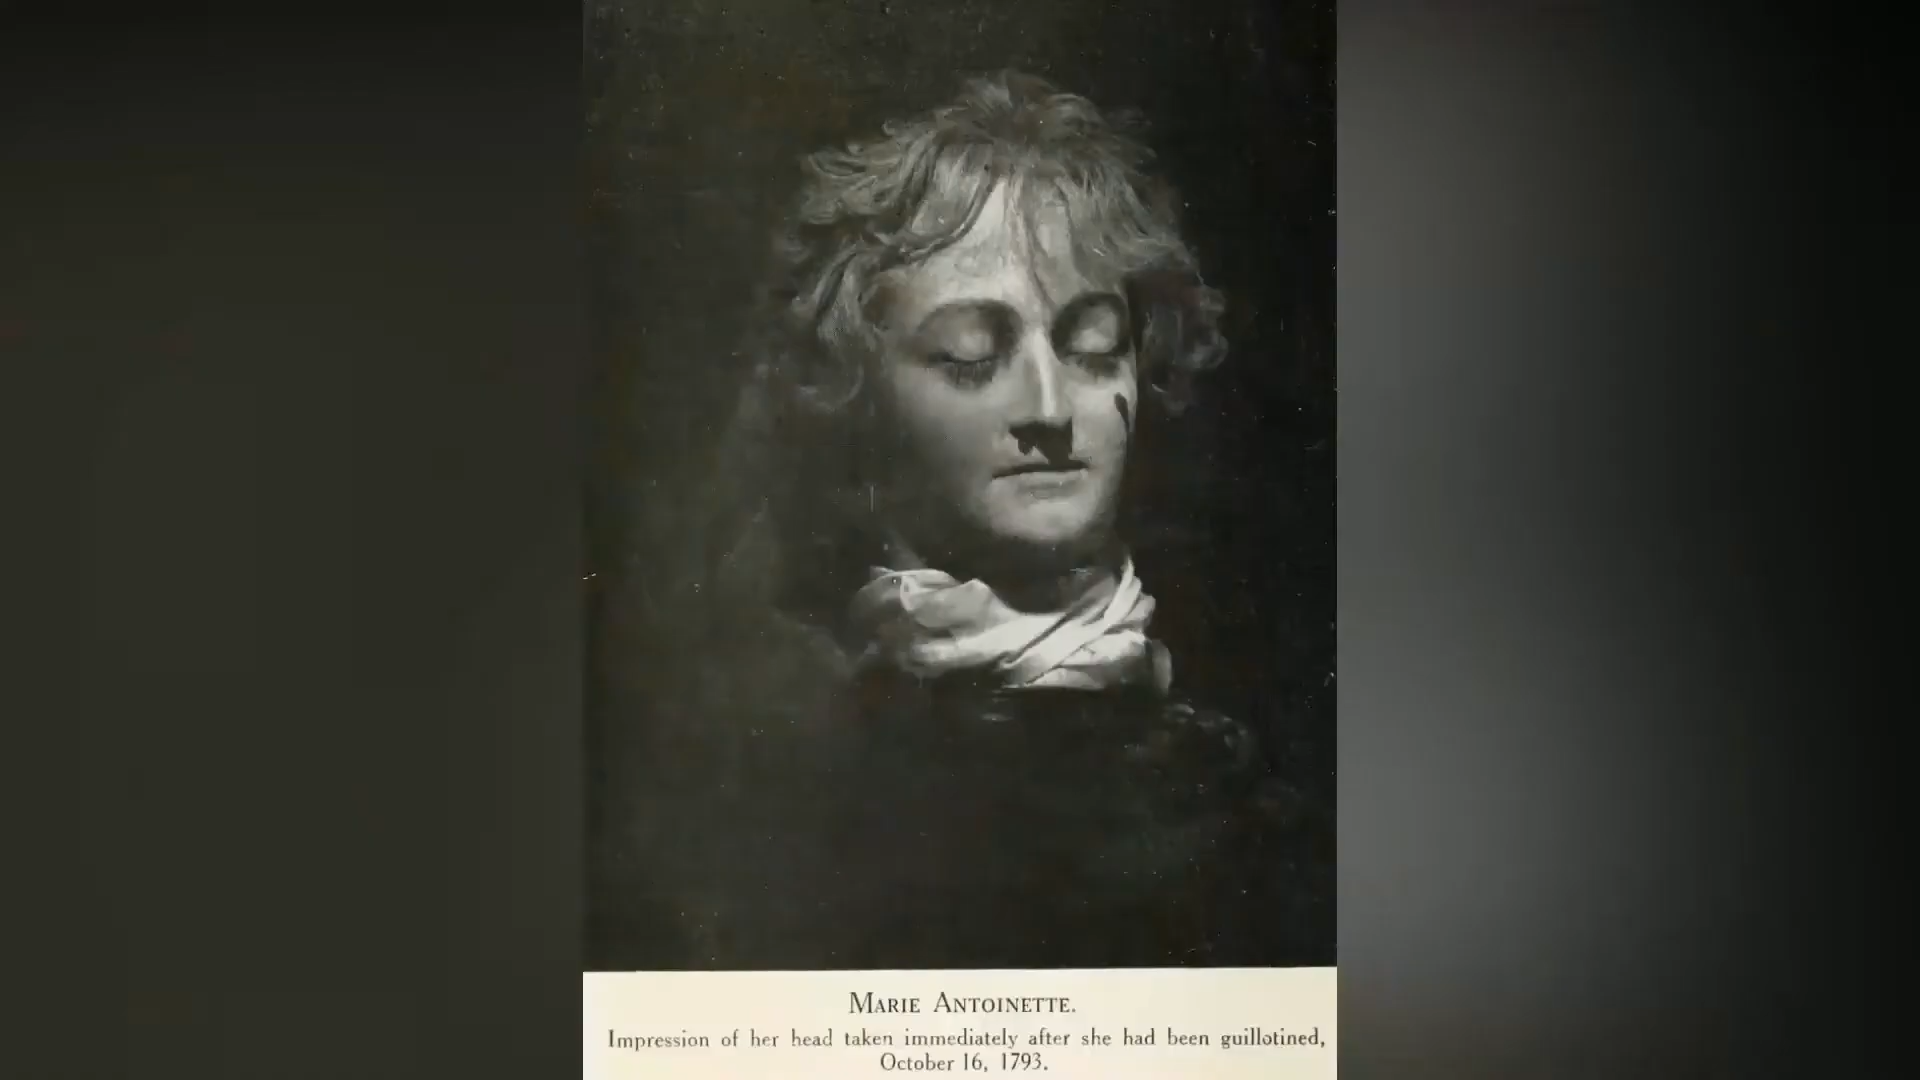 MARIE ANTOINETTE.
Impression of her head taken immediately after she had been guillotined,
October 16, 1793.